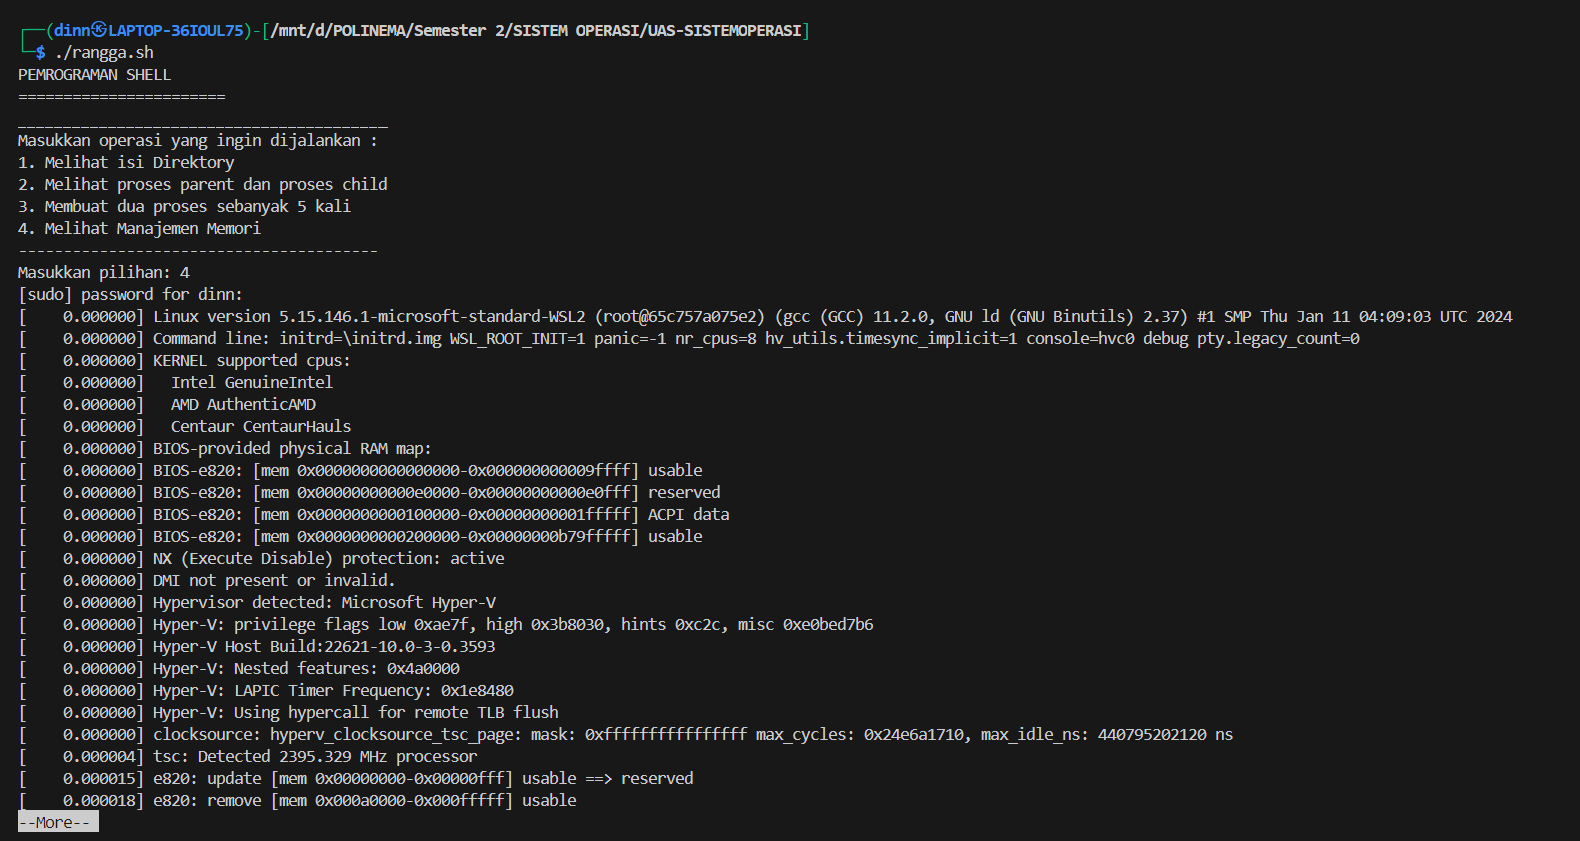 ┌──(dinn㉿LAPTOP-36IOUL75)-[/mnt/d/POLINEMA/Semester 2/SISTEM OPERASI/UAS-SISTEMOPERASI]
└─$ ./rangga.sh
PEMROGRAMAN SHELL
=======================
_________________________________________
Masukkan operasi yang ingin dijalankan :
1. Melihat isi Direktory
2. Melihat proses parent dan proses child
3. Membuat dua proses sebanyak 5 kali
4. Melihat Manajemen Memori
----------------------------------------
Masukkan pilihan: 4
[sudo] password for dinn:
[    0.000000] Linux version 5.15.146.1-microsoft-standard-WSL2 (root@65c757a075e2) (gcc (GCC) 11.2.0, GNU ld (GNU Binutils) 2.37) #1 SMP Thu Jan 11 04:09:03 UTC 2024
[    0.000000] Command line: initrd=\initrd.img WSL_ROOT_INIT=1 panic=-1 nr_cpus=8 hv_utils.timesync_implicit=1 console=hvc0 debug pty.legacy_count=0
[    0.000000] KERNEL supported cpus:
[    0.000000]   Intel GenuineIntel
[    0.000000]   AMD AuthenticAMD
[    0.000000]   Centaur CentaurHauls
[    0.000000] BIOS-provided physical RAM map:
[    0.000000] BIOS-e820: [mem 0x0000000000000000-0x000000000009ffff] usable
[    0.000000] BIOS-e820: [mem 0x00000000000e0000-0x00000000000e0fff] reserved
[    0.000000] BIOS-e820: [mem 0x0000000000100000-0x00000000001fffff] ACPI data
[    0.000000] BIOS-e820: [mem 0x0000000000200000-0x00000000b79fffff] usable
[    0.000000] NX (Execute Disable) protection: active
[    0.000000] DMI not present or invalid.
[    0.000000] Hypervisor detected: Microsoft Hyper-V
[    0.000000] Hyper-V: privilege flags low 0xae7f, high 0x3b8030, hints 0xc2c, misc 0xe0bed7b6
[    0.000000] Hyper-V Host Build:22621-10.0-3-0.3593
[    0.000000] Hyper-V: Nested features: 0x4a0000
[    0.000000] Hyper-V: LAPIC Timer Frequency: 0x1e8480
[    0.000000] Hyper-V: Using hypercall for remote TLB flush
[    0.000000] clocksource: hyperv_clocksource_tsc_page: mask: 0xffffffffffffffff max_cycles: 0x24e6a1710, max_idle_ns: 440795202120 ns
[    0.000004] tsc: Detected 2395.329 MHz processor
[    0.000015] e820: update [mem 0x00000000-0x00000fff] usable ==> reserved
[    0.000018] e820: remove [mem 0x000a0000-0x000fffff] usable
--More--